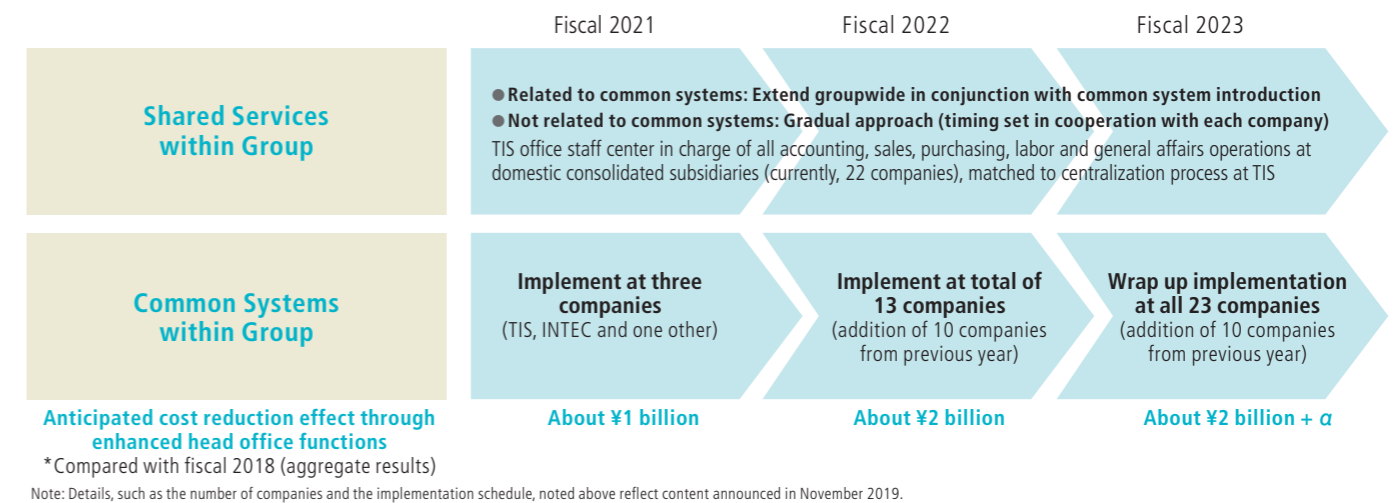 Fiscal 2021
Fiscal 2022
Fiscal 2023
Shared Services
within Group
● Related to common systems: Extend groupwide in conjunction with common system introduction
● Not related to common systems: Gradual approach (timing set in cooperation with each company)
TIS office staff center in charge of all accounting, sales, purchasing, labor and general affairs operations at
domestic consolidated subsidiaries (currently, 22 companies), matched to centralization process at TIS
Common Systems
within Group
Implement at three
companies
(TIS, INTEC and one other)
Implement at total of
13 companies
(addition of 10 companies
from previous year)
Wrap up implementation
at all 23 companies
(addition of 10 companies
from previous year)
Anticipated cost reduction effect through
enhanced head office functions
*Compared with fiscal 2018 (aggregate results)
About ¥1 billion
About ¥2 billion
About ¥2 billion + α
Note: Details, such as the number of companies and the implementation schedule, noted above reflect content announced in November 2019.